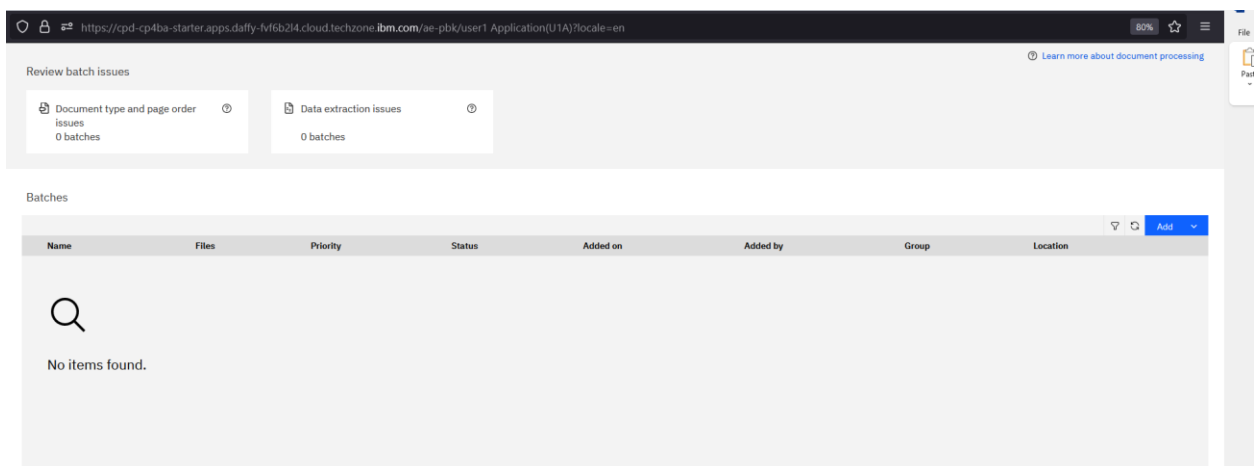 https://cpd-cp4ba-starter.apps.daffy-fvf6b2l4.cloud.techzone.ibm.com/ae-pbk/user1 Application(U1A)?locale=en
80%
File
Learn more about document processing
Review batch issues
Past
Document type and page order
issues
0 batches
Data extraction issues
0 batches
Batches
Add
Name Files Priority Status Added on Added by Group Location
No items found.